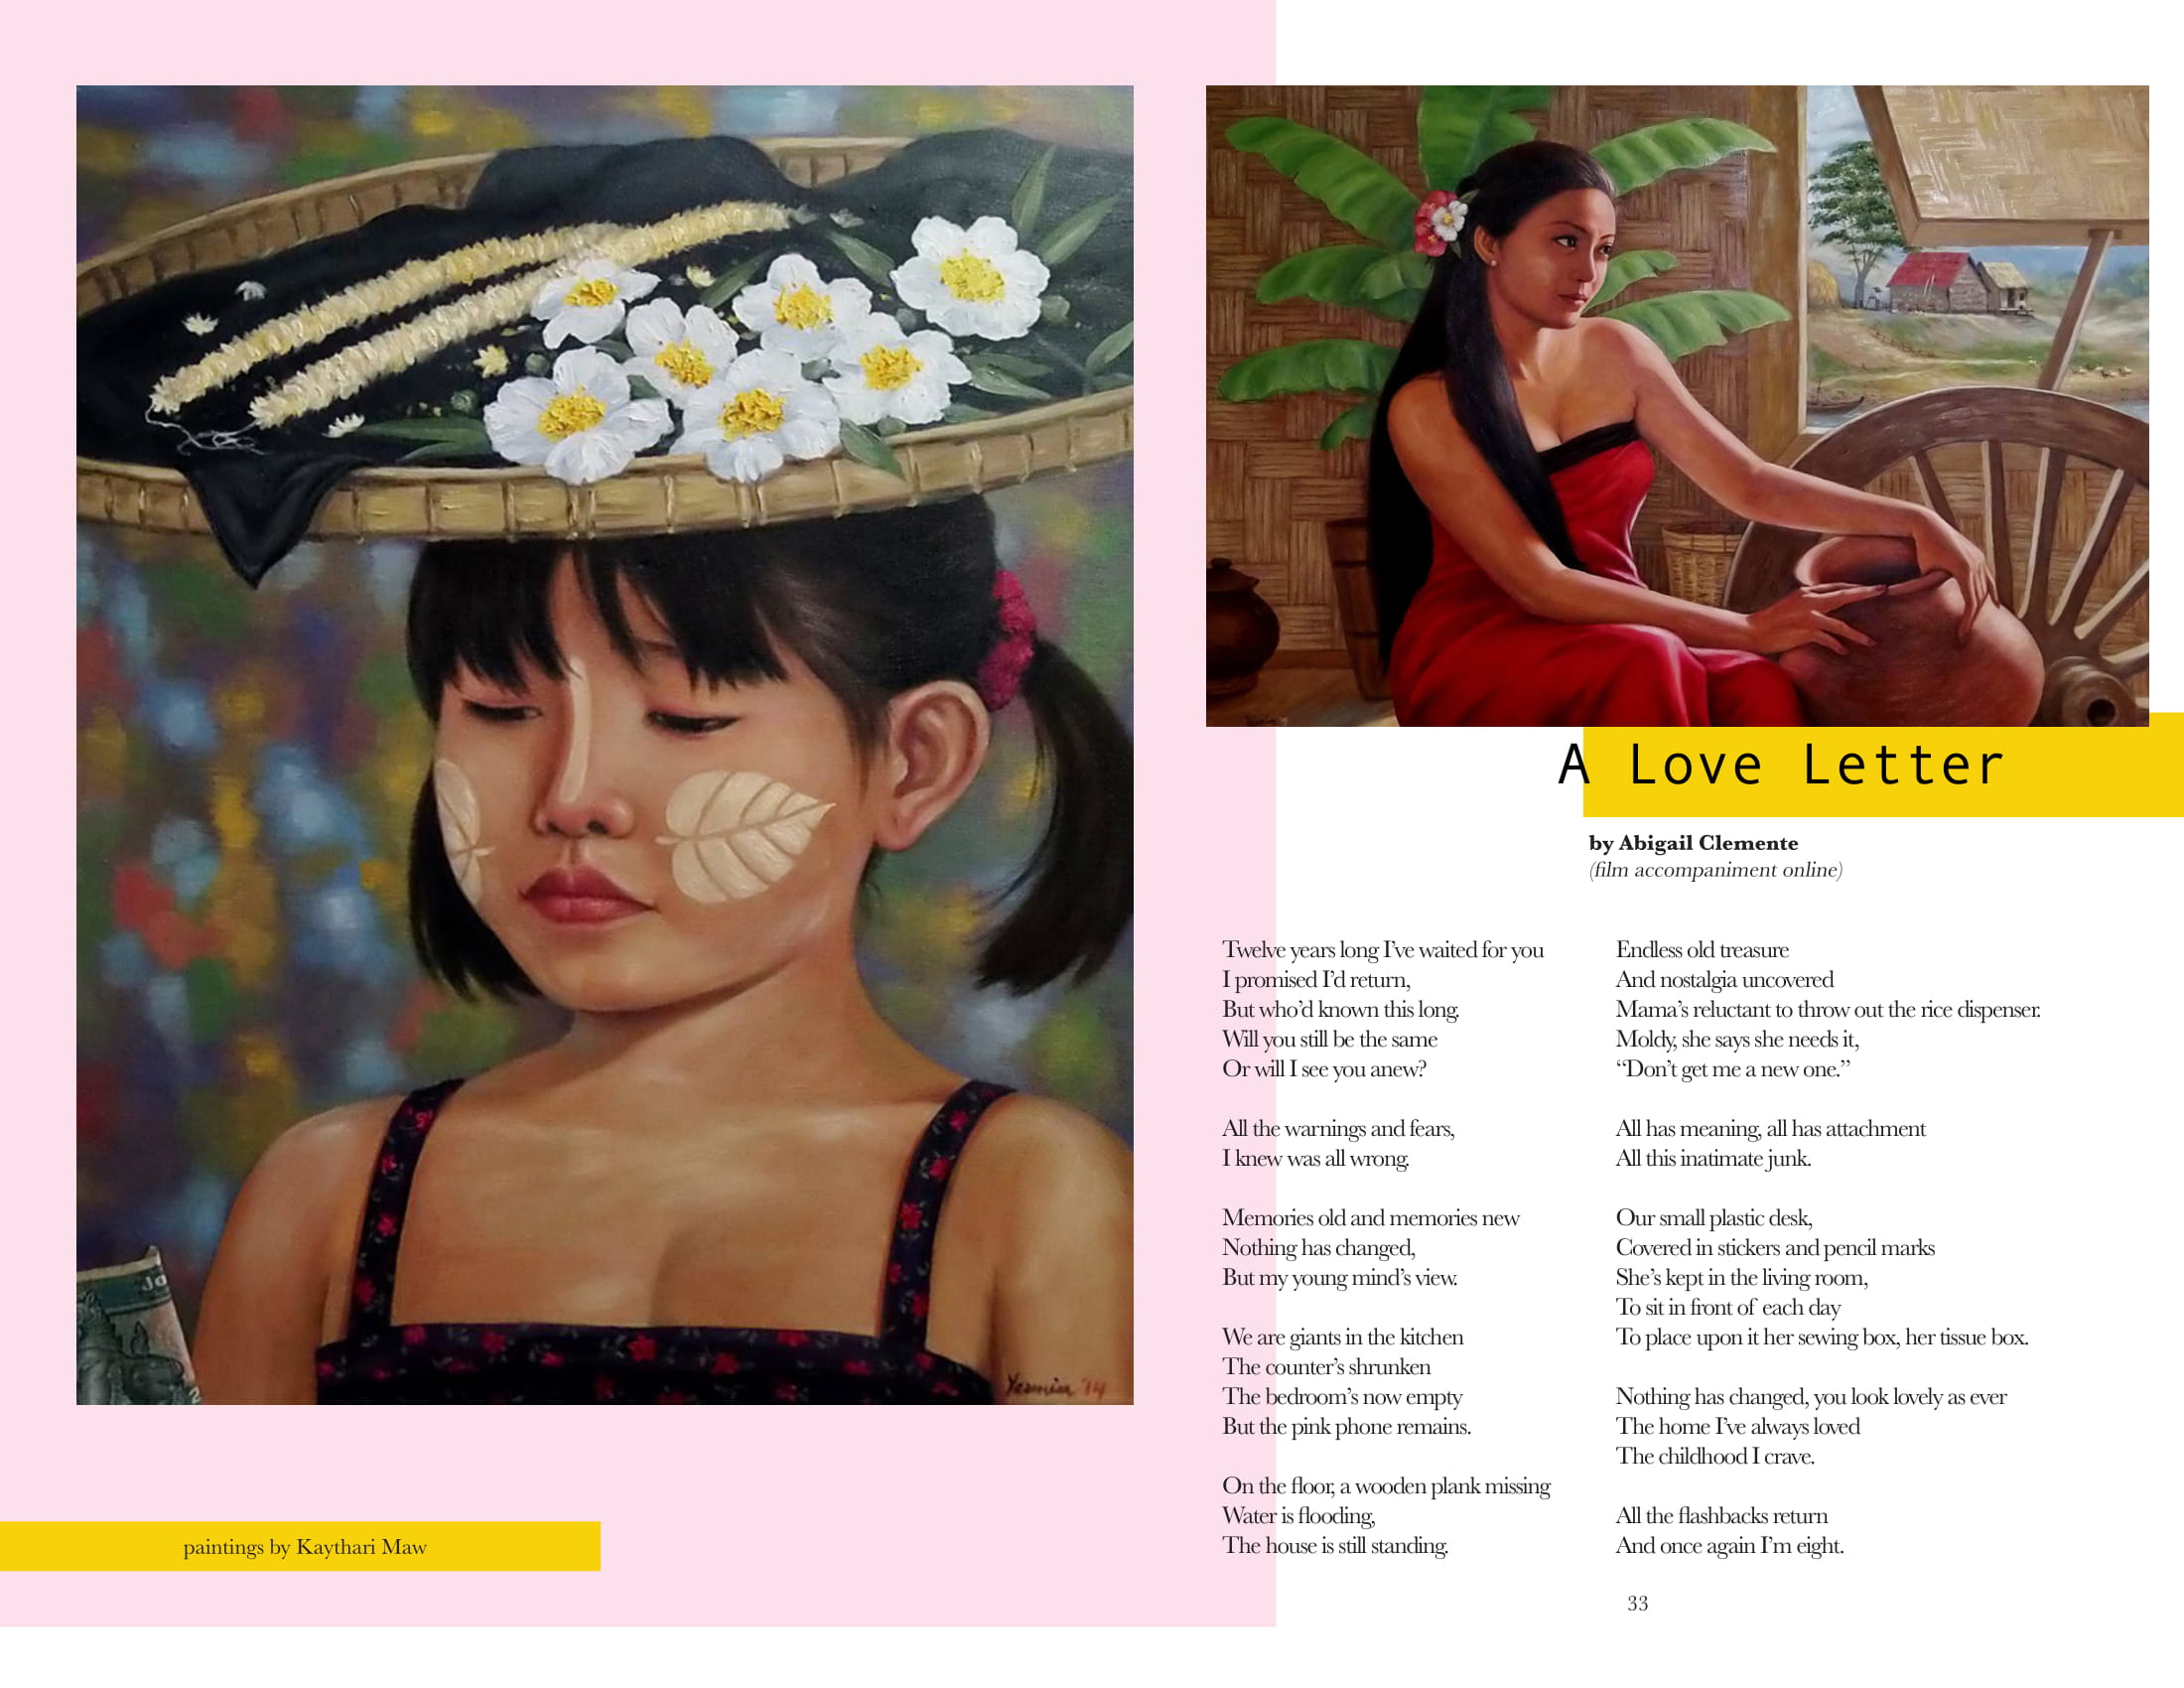 Jo
Yasmin '14
paintings by Kaythari Maw
A Love Letter
by Abigail Clemente
(film accompaniment online)
Twelve years long I've waited for you
I promised I'd return,
But who'd known this long.
Will you still be the same
Or will I see you anew?
All the warnings and fears,
I knew was all wrong.
Memories old and memories new
Nothing has changed,
But my young mind's view.
We are giants in the kitchen
The counter's shrunken
The bedroom's now empty
But the pink phone remains.
On the floor, a wooden plank missing
Water is flooding,
The house is still standing.
Endless old treasure
And nostalgia uncovered
Mama's reluctant to throw out the rice dispenser.
Moldy, she says she needs it,
“Don't get me a new one.”
All has meaning, all has attachment
All this inatimate junk.
Our small plastic desk,
Covered in stickers and pencil marks
She's kept in the living room,
To sit in front of each day
To place upon it her sewing box, her tissue box.
Nothing has changed, you look lovely as ever
The home I've always loved
The childhood I crave.
All the flashbacks return
And once again I'm eight.
33